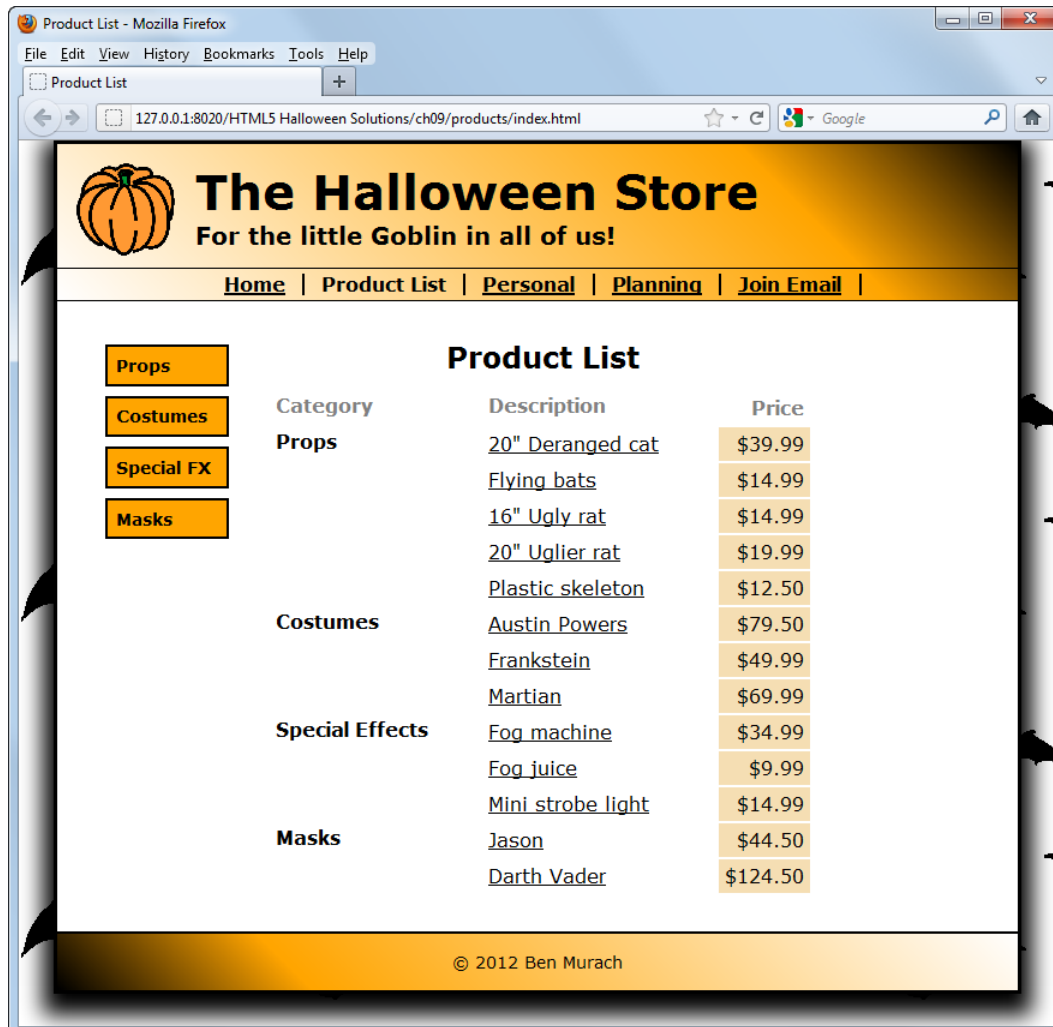 Product List - Mozilla Firefox
File Edit View History Bookmarks Tools Help
Product List
127.0.0.1:8020/HTML5 Halloween Solutions/ch09/products/index.html
Google
The Halloween Store
For the little Goblin in all of us!
Home | Product List | Personal | Planning | Join Email |
Props
Costumes
Special FX
Masks
Product List
Category Description Price
Props 20" Deranged cat $39.99
Flying bats $14.99
16" Ugly rat $14.99
20" Uglier rat $19.99
Plastic skeleton $12.50
Costumes Austin Powers $79.50
Frankstein $49.99
Martian $69.99
Special Effects Fog machine $34.99
Fog juice $9.99
Mini strobe light $14.99
Masks Jason $44.50
Darth Vader $124.50
© 2012 Ben Murach